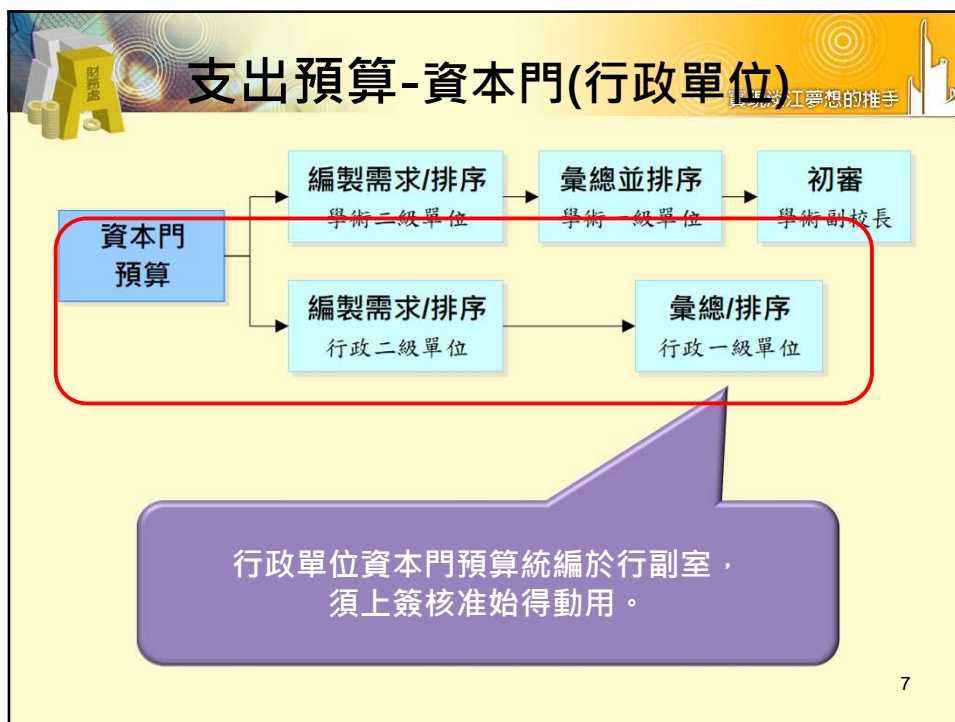 財務處
支出預算-資本門(行政單位)
實現淡江夢想的推手
編製需求/排序
學術二級單位
彙總並排序
學術一級單位
初審
學術副校長
資本門
預算
編製需求/排序
行政二級單位
彙總/排序
行政一級單位
行政單位資本門預算統編於行副室，
須上簽核准始得動用。
7